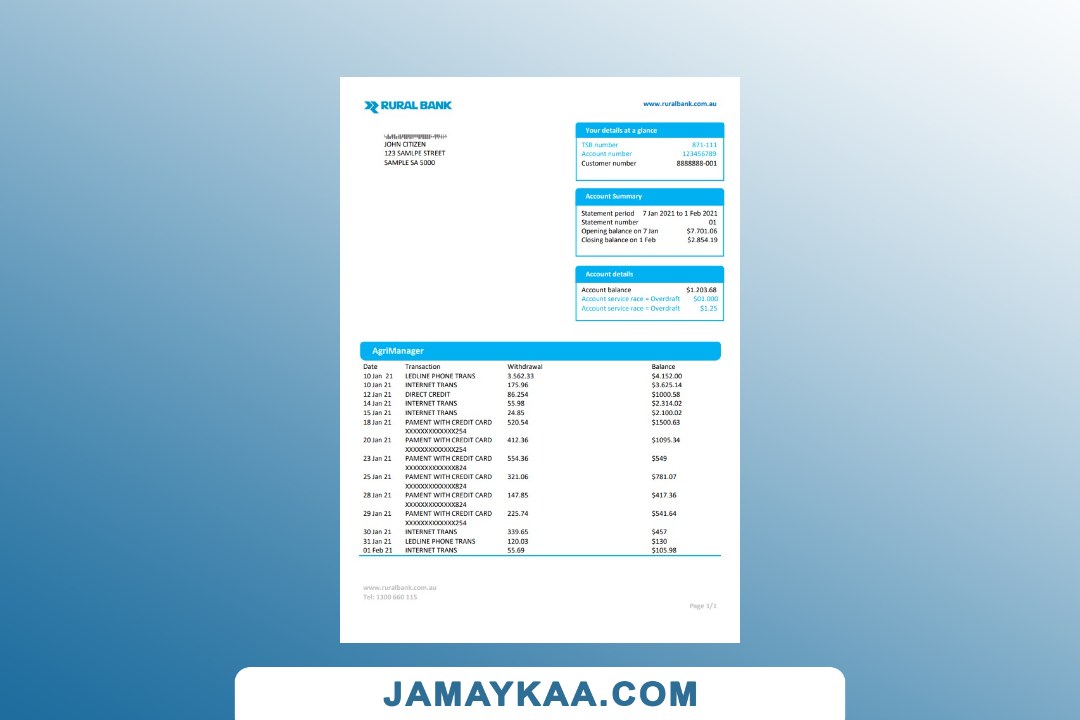 RURAL BANK
www.ruralbank.com.au
JOHN CITIZEN
123 SAMLPE STREET
SAMPLE SA 5000
Your details at a glance
TSB number 871-111
Account number 123456789
Customer number 8888888-001
Account Summary
Statement period 7 Jan 2021 to 1 Feb 2021
Statement number 01
Opening balance on 7 Jan $7.701.06
Closing balance on 1 Feb $2.854.19
Account details
Account balance $1.203.68
Account service race = Overdraft $01.000
Account service race = Overdraft $1.25
AgriManager
Date Transaction Withdrawal Balance
10 Jan 21 LEDLINE PHONE TRANS 3.562.33 $4.152.00
10 Jan 21 INTERNET TRANS 175.96 $3.625.14
12 Jan 21 DIRECT CREDIT 86.254 $1000.58
14 Jan 21 INTERNET TRANS 55.98 $2.314.02
15 Jan 21 INTERNET TRANS 24.85 $2.100.02
18 Jan 21 PAMENT WITH CREDIT CARD 520.54 $1500.63
XXXXXXXXXXXXX254
20 Jan 21 PAMENT WITH CREDIT CARD 412.36 $1095.34
XXXXXXXXXXXXX254
23 Jan 21 PAMENT WITH CREDIT CARD 554.36 $549
XXXXXXXXXXXXX824
25 Jan 21 PAMENT WITH CREDIT CARD 321.06 $781.07
XXXXXXXXXXXXX824
28 Jan 21 PAMENT WITH CREDIT CARD 147.85 $417.36
XXXXXXXXXXXXX824
29 Jan 21 PAMENT WITH CREDIT CARD 225.74 $541.64
XXXXXXXXXXXXX254
30 Jan 21 INTERNET TRANS 339.65 $457
31 Jan 21 LEDLINE PHONE TRANS 120.03 $130
01 Feb 21 INTERNET TRANS 55.69 $105.98
www.ruralbank.com.au
Tel: 1300 660 115
Page 1/1
JAMAYKAA.COM